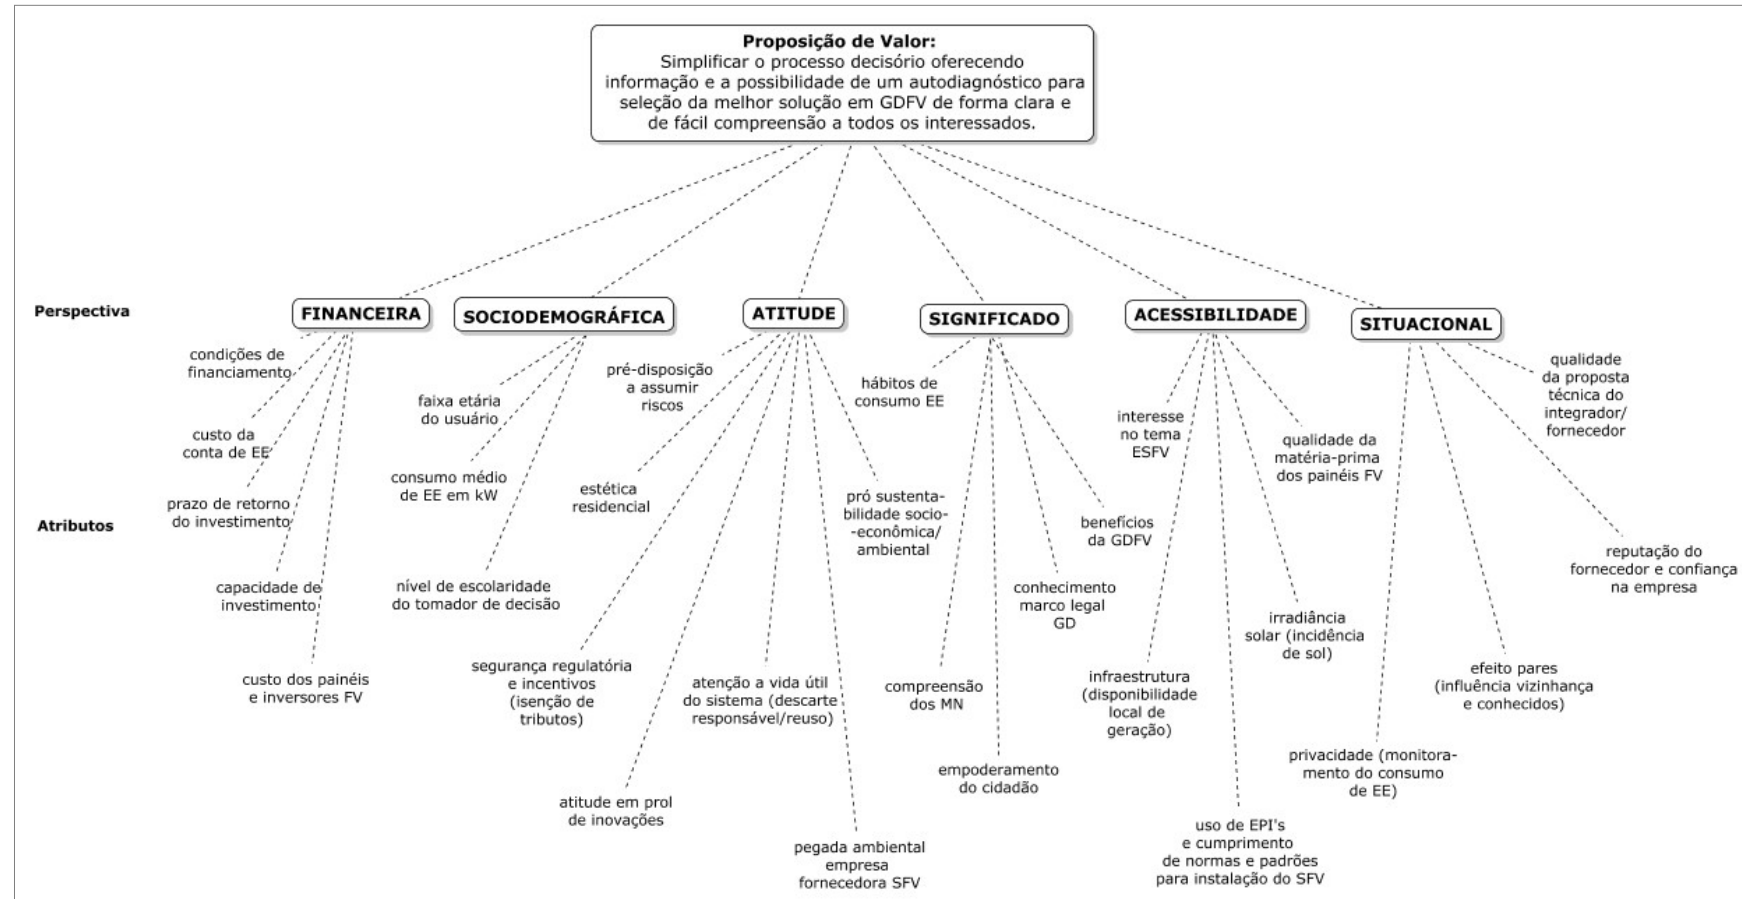 Proposição de Valor:
Simplificar o processo decisório oferecendo
informação e a possibilidade de um autodiagnóstico para
seleção da melhor solução em GDFV de forma clara e
de fácil compreensão a todos os interessados.
Perspectiva
FINANCEIRA
SOCIODEMOGRÁFICA
ATITUDE
SIGNIFICADO
ACESSIBILIDADE
SITUACIONAL
Atributos
condições de
financiamento
custo da
conta de EE
prazo de retorno
do investimento
capacidade de
investimento
custo dos painéis
e inversores FV
faixa etária
do usuário
consumo médio
de EE em kW
nível de escolaridade
do tomador de decisão
pré-disposição
a assumir
riscos
estética
residencial
segurança regulatória
e incentivos
(isenção de
tributos)
atitude em prol
de inovações
atenção a vida útil
do sistema (descarte
responsável/reuso)
pegada ambiental
empresa
fornecedora SFV
pró sustenta-
bilidade socio-
-econômica/
ambiental
hábitos de
consumo EE
compreensão
dos MN
empoderamento
do cidadão
conhecimento
marco legal
GD
benefícios
da GDFV
interesse
no tema
ESFV
infraestrutura
(disponibilidade
local de
geração)
uso de EPI's
e cumprimento
de normas e padrões
para instalação do SFV
irradiância
solar (incidência
de sol)
qualidade da
matéria-prima
dos painéis FV
privacidade (monitora-
mento do consumo
de EE)
efeito pares
(influência vizinhança
e conhecidos)
reputação do
fornecedor e confiança
na empresa
qualidade
da proposta
técnica do
integrador/
fornecedor